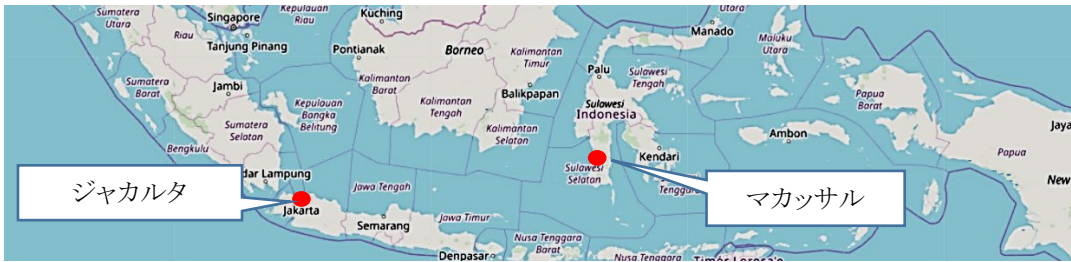 Sumatera
Utara
Singapore
Kepulauan
Riau
Kuching
Manado
Maluku
Utara
Riau
Tanjung Pinang
Pontianak
Borneo
Kalimantan
Timur
Palu
Sulawesi
Tengah
Sumatera
Barat
Jambi
Kepulauan
Bangka
Belitung
Kalimantan
Barat
Kalimantan
Tengah
Balikpapan
Sulawesi
Indonesia
Papua
Barat
Sumatera
Selatan
Kalimantan
Selatan
Ambon
Jaya
Bengkulu
Kendari
Papua
dar Lampung
Sulawesi
Selatan
Tenggara
New
ジャカルタ
マカッサル
Jawa Tengah
Jakarta
Semarang
Jawa Timur
Denpasar
Nusa Tenggara
Barat
Nusa Tenggara
Timór Lorosa'e